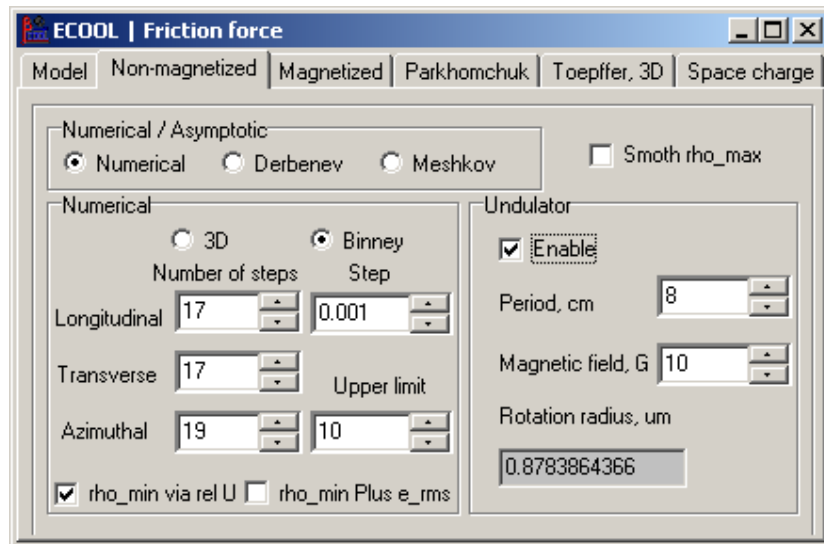 ECOOL | Friction force
Model Non-magnetized Magnetized Parkhomchuk Toepffer, 3D Space charge
Numerical / Asymptotic
Numerical Derbenev Meshkov
Smoth rho_max
Numerical
3D Binney
Number of steps Step
Longitudinal 17 0.001
Transverse 17
Upper limit
Azimuthal 19 10
rho_min via rel U rho_min Plus e_rms
Undulator
Enable
Period, cm 8
Magnetic field, G 10
Rotation radius, um
0.8783864366